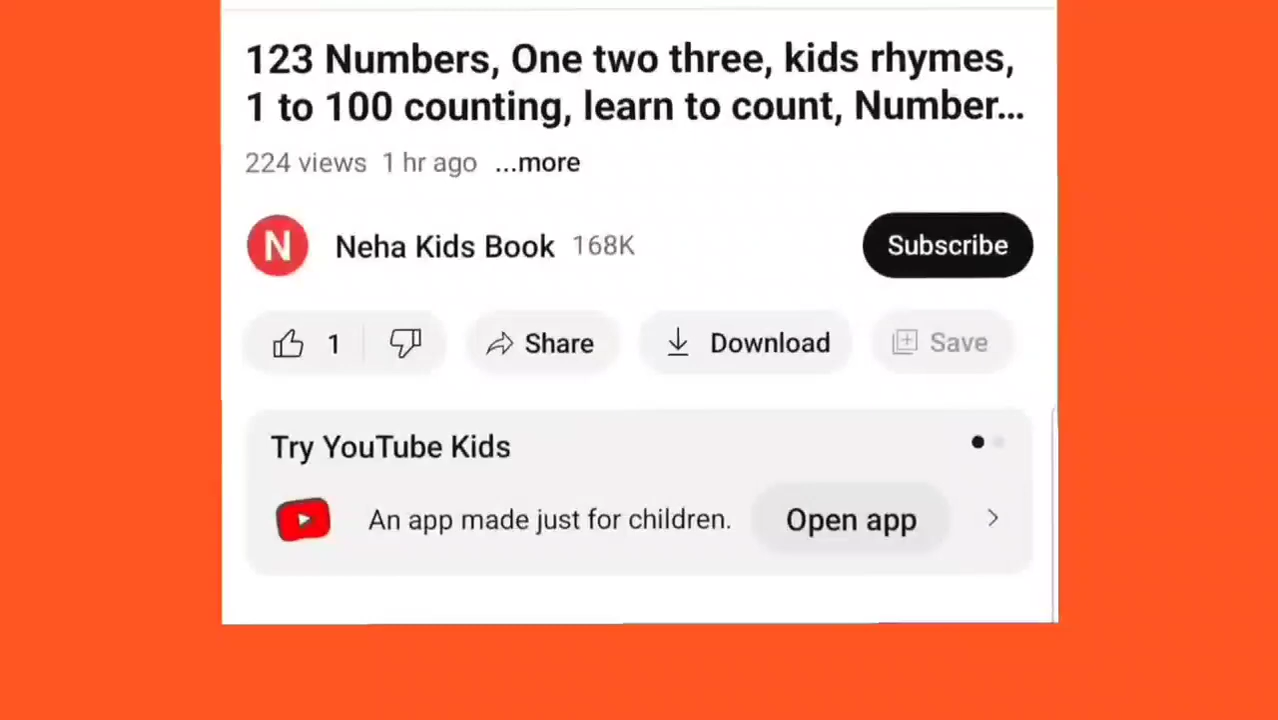 123 Numbers, One two three, kids rhymes,
1 to 100 counting, learn to count, Number...
224 views 1 hr ago ...more
N Neha Kids Book 168K Subscribe
1 Share Download Save
Try YouTube Kids
An app made just for children. Open app